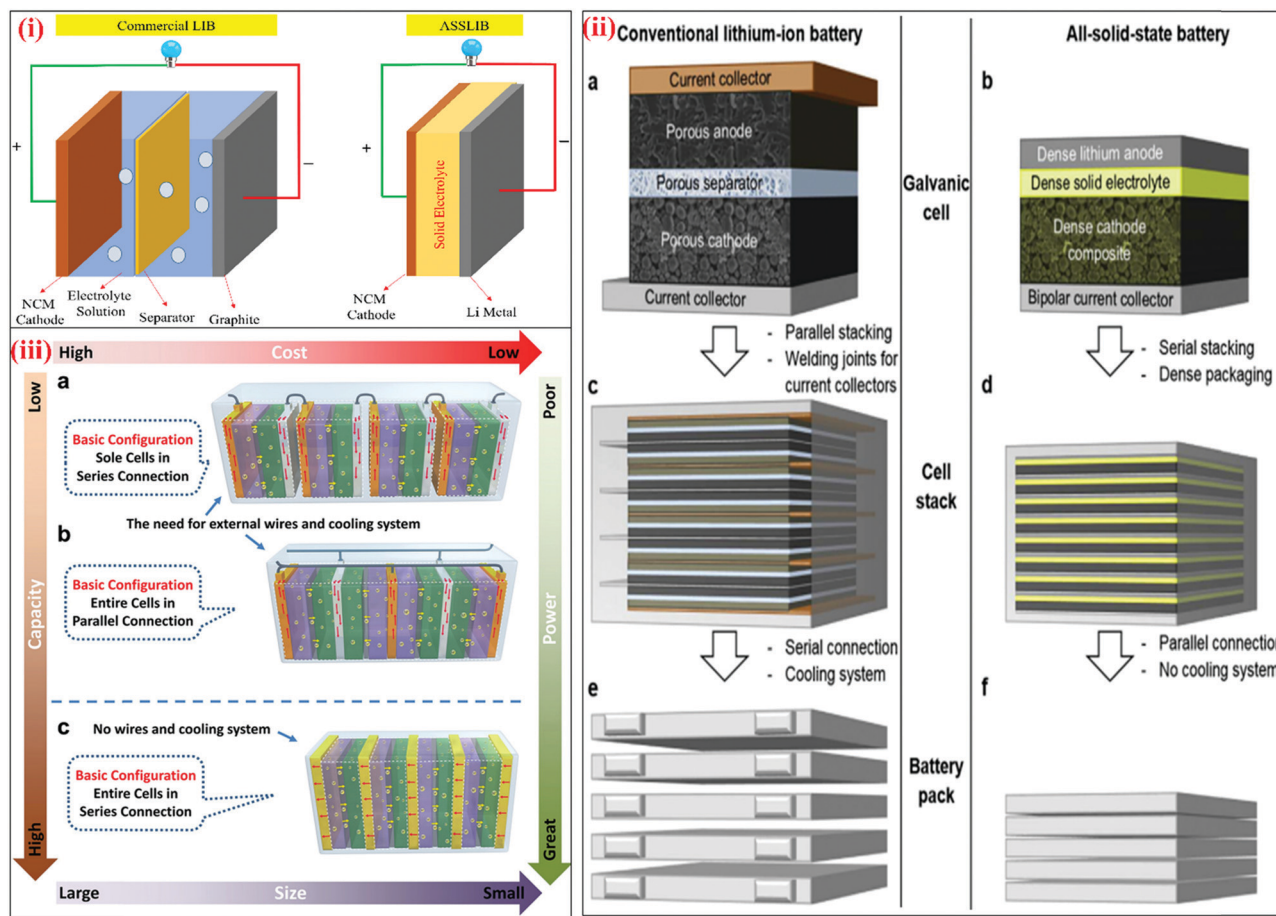 (i)
Commercial LIB
ASSLIB
+
−
+
−
Solid Electrolyte
NCM
Cathode
Electrolyte
Solution
Separator
Graphite
NCM
Cathode
Li Metal
(ii)
Conventional lithium-ion battery
All-solid-state battery
a
Current collector
Porous anode
Porous separator
Porous cathode
Current collector
Galvanic
cell
b
Dense lithium anode
Dense solid electrolyte
Dense cathode
composite
Bipolar current collector
- Parallel stacking
- Welding joints for
current collectors
- Serial stacking
- Dense packaging
c
Cell
stack
d
- Serial connection
- Cooling system
- Parallel connection
- No cooling system
e
Battery
pack
f
(iii)
High
Cost
Low
Low
Capacity
High
Poor
Power
Great
a
Basic Configuration
Sole Cells in
Series Connection
The need for external wires and cooling system
b
Basic Configuration
Entire Cells in
Parallel Connection
c
No wires and cooling system
Basic Configuration
Entire Cells in
Series Connection
Large
Size
Small